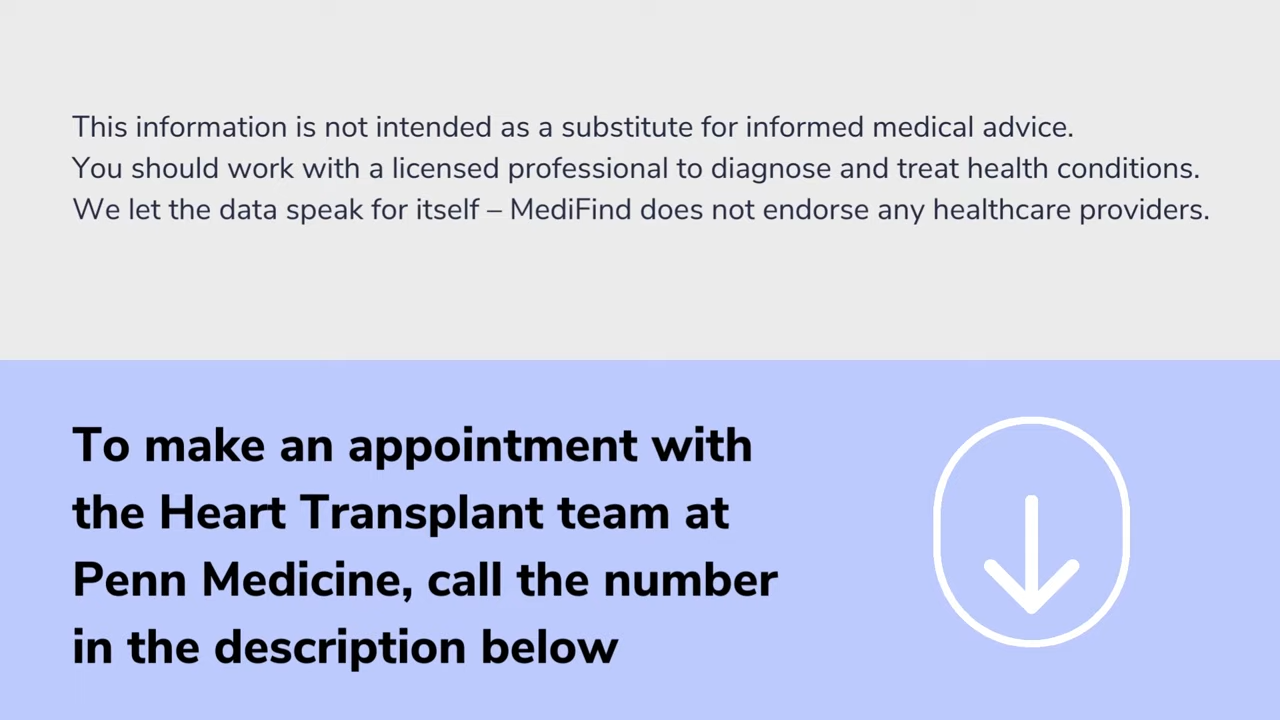 This information is not intended as a substitute for informed medical advice.
You should work with a licensed professional to diagnose and treat health conditions.
We let the data speak for itself – MediFind does not endorse any healthcare providers.
To make an appointment with
the Heart Transplant team at
Penn Medicine, call the number
in the description below